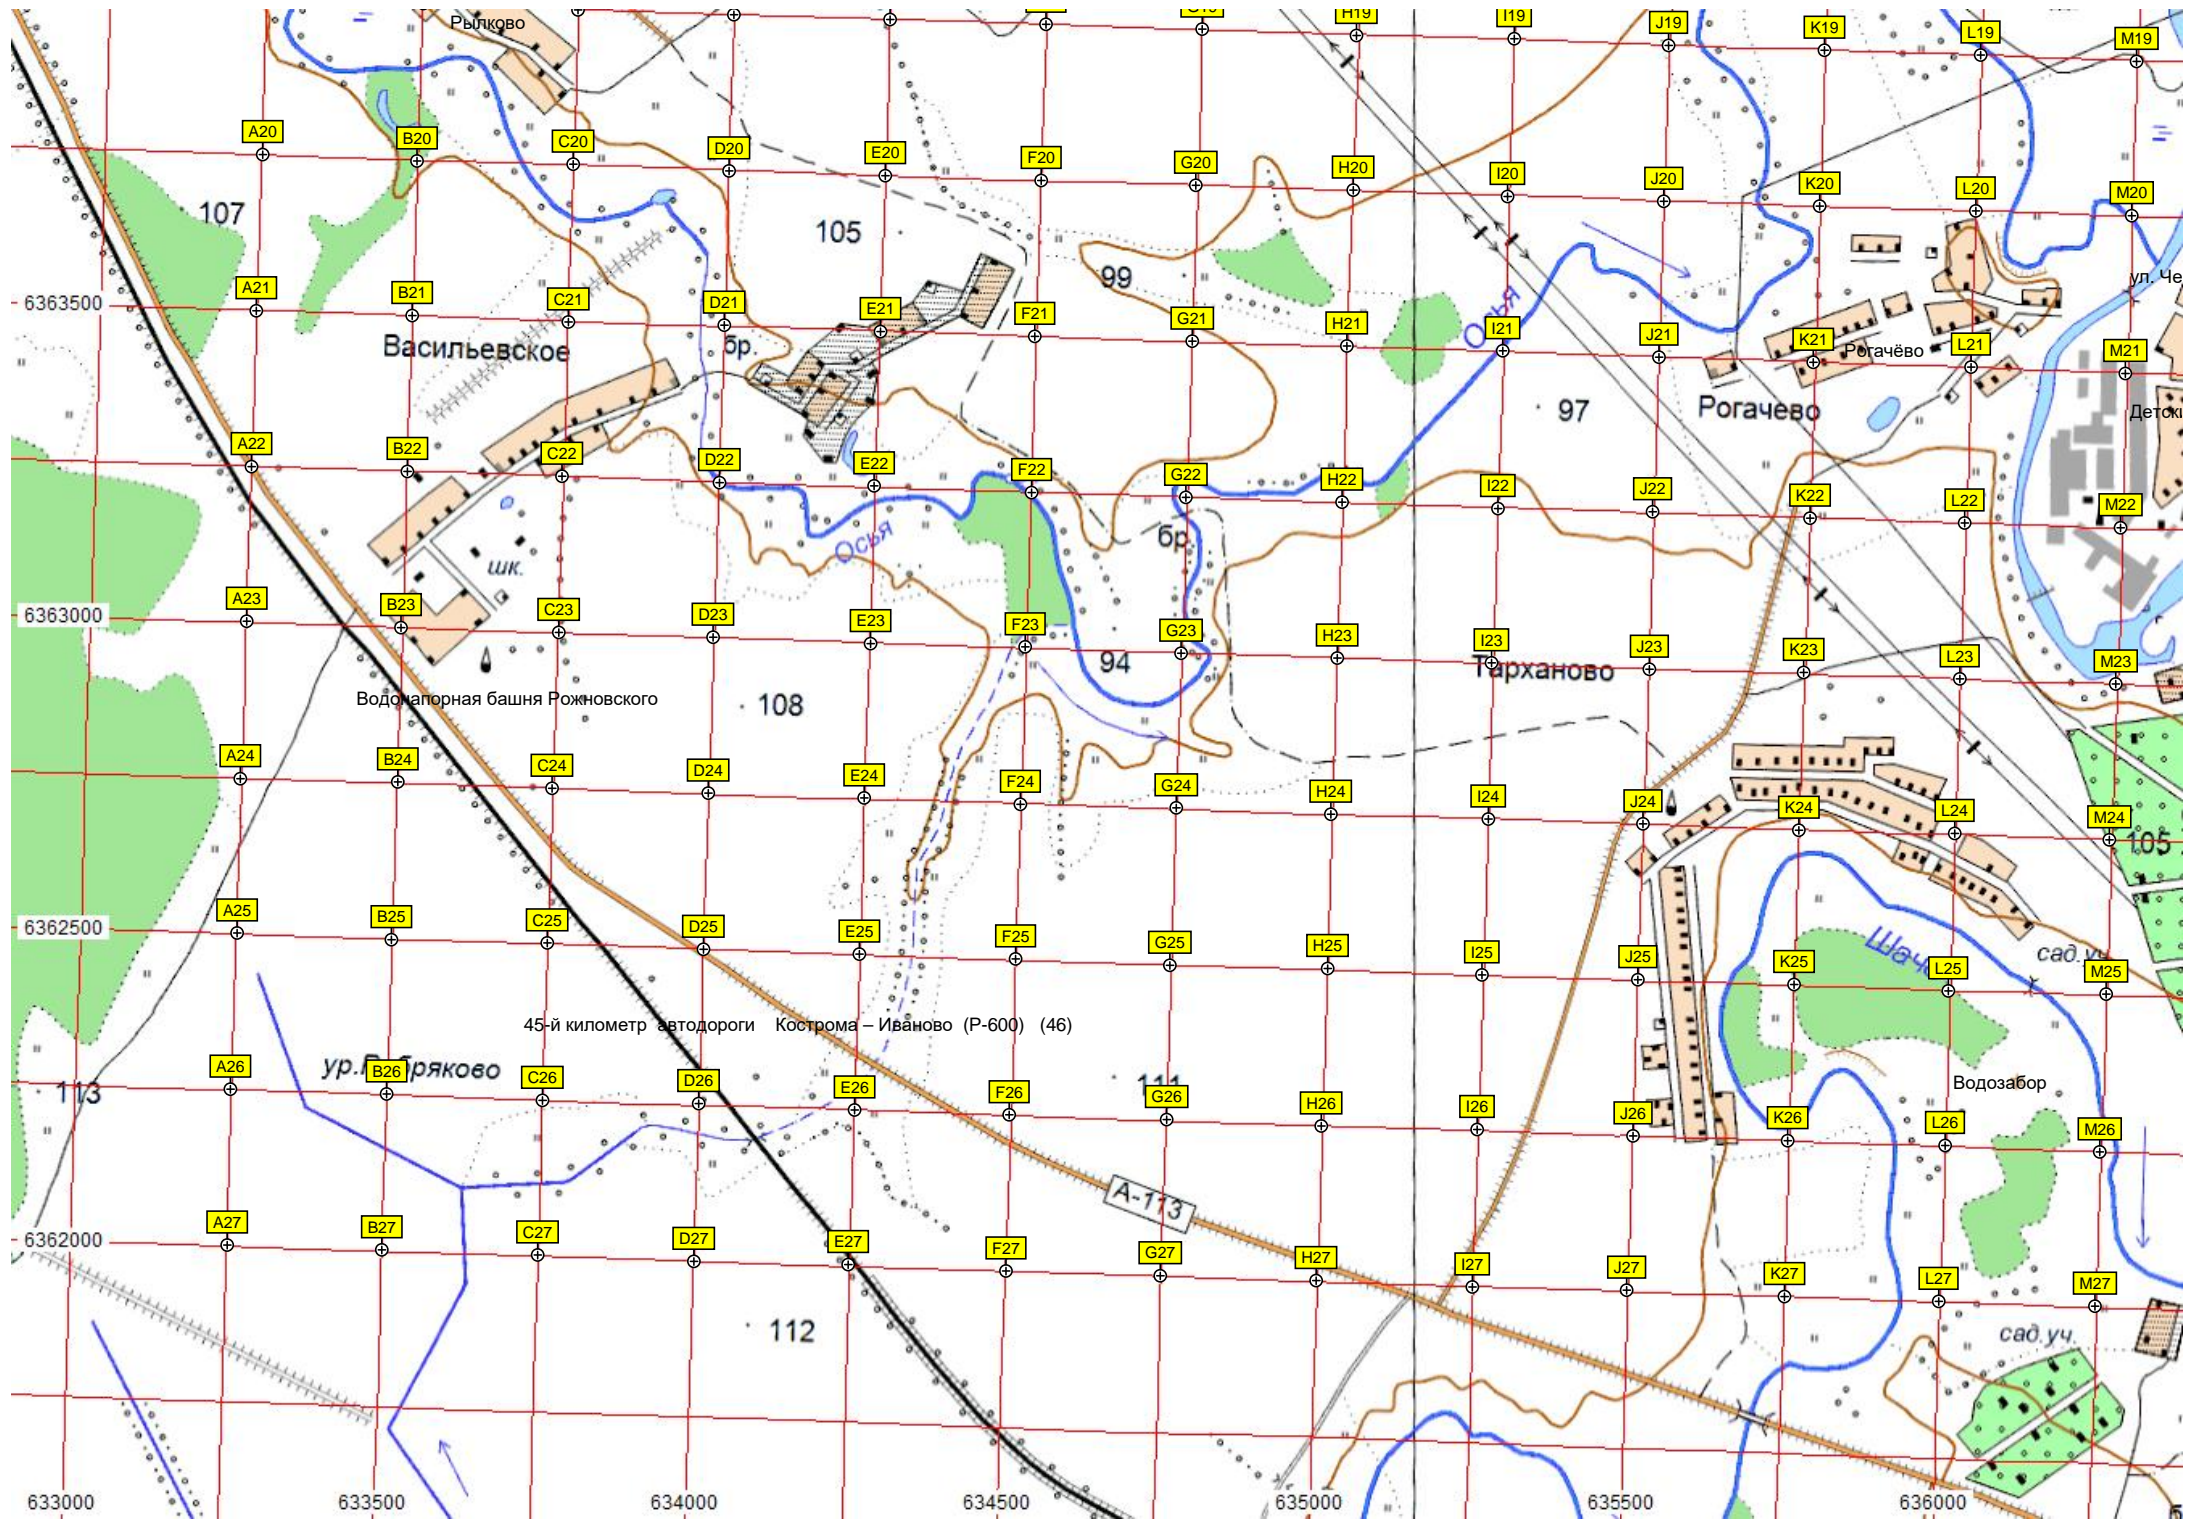 Рылково
H19
I19
J19
K19
L19
M19
A20
B20
C20
D20
E20
F20
G20
H20
I20
J20
K20
L20
M20
107
105
99
6363500
A21
B21
C21
D21
E21
F21
G21
H21
I21
J21
K21
L21
M21
ул. Че
Осья
Васильевское
бр.
Рогачёво
97
Рогачево
Детски
A22
B22
C22
D22
E22
F22
G22
H22
I22
J22
K22
L22
M22
Осья
бр.
шк.
6363000
A23
B23
C23
D23
E23
F23
G23
H23
I23
J23
K23
L23
M23
94
Тарханово
Водонапорная башня Рожновского
108
A24
B24
C24
D24
E24
F24
G24
H24
I24
J24
K24
L24
M24
105
6362500
A25
B25
C25
D25
E25
F25
G25
H25
I25
J25
K25
L25
M25
сад.уч.
45-й километр автодороги Кострома – Иваново (Р-600) (46)
113
A26
B26
C26
D26
E26
F26
G26
H26
I26
J26
K26
L26
M26
111
Водозабор
А-113
6362000
A27
B27
C27
D27
E27
F27
G27
H27
I27
J27
K27
L27
M27
112
сад.уч.
633000
633500
634000
634500
635000
635500
636000